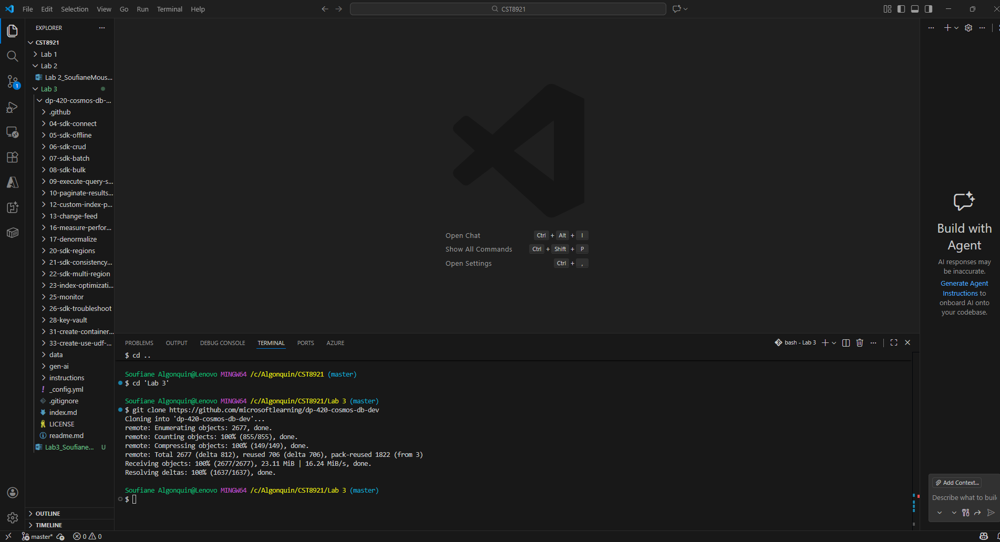 File Edit Selection View Go Run Terminal Help
CST8921
EXPLORER
CST8921
Lab 1
Lab 2
Lab 2_SoufianeMous...
Lab 3
dp-420-cosmos-db-...
.github
04-sdk-connect
05-sdk-offline
06-sdk-crud
07-sdk-batch
08-sdk-bulk
09-execute-query-s...
10-paginate-results...
12-custom-index-p...
13-change-feed
16-measure-perfor...
17-denormalize
20-sdk-regions
21-sdk-consistency...
22-sdk-multi-region
23-index-optimizati...
25-monitor
26-sdk-troubleshoot
28-key-vault
31-create-container...
33-create-use-udf-...
data
gen-ai
instructions
! _config.yml
.gitignore
index.md
LICENSE
readme.md
Lab3_Soufiane... U
OUTLINE
TIMELINE
1
Open Chat Ctrl + Alt + I
Show All Commands Ctrl + Shift + P
Open Settings Ctrl + ,
PROBLEMS OUTPUT DEBUG CONSOLE TERMINAL PORTS AZURE
bash - Lab 3
$ cd ..
Soufiane Algonquin@Lenovo MINGW64 /c/Algonquin/CST8921 (master)
$ cd 'Lab 3'
Soufiane Algonquin@Lenovo MINGW64 /c/Algonquin/CST8921/Lab 3 (master)
$ git clone https://github.com/microsoftlearning/dp-420-cosmos-db-dev
Cloning into 'dp-420-cosmos-db-dev'...
remote: Enumerating objects: 2677, done.
remote: Counting objects: 100% (855/855), done.
remote: Compressing objects: 100% (149/149), done.
remote: Total 2677 (delta 812), reused 706 (delta 706), pack-reused 1822 (from 3)
Receiving objects: 100% (2677/2677), 23.11 MiB | 16.24 MiB/s, done.
Resolving deltas: 100% (1637/1637), done.
Soufiane Algonquin@Lenovo MINGW64 /c/Algonquin/CST8921/Lab 3 (master)
$
Build with
Agent
AI responses may
be inaccurate.
Generate Agent
Instructions to
onboard AI onto
your codebase.
Add Context...
Describe what to buil
master* 0 0